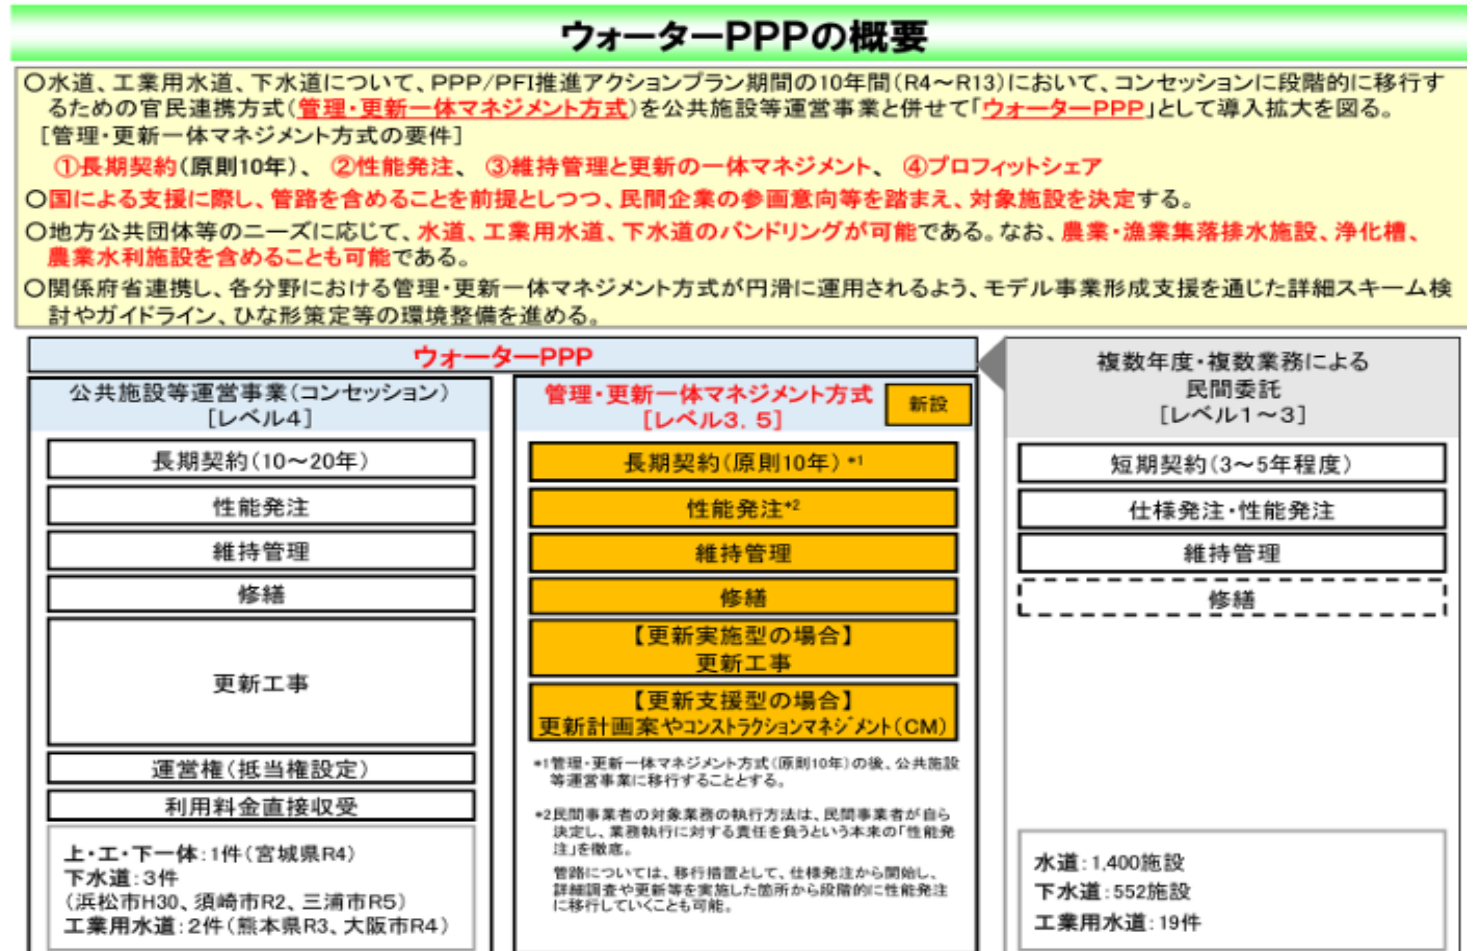 ウォーターPPPの概要
○水道、工業用水道、下水道について、PPP/PFI推進アクションプラン期間の10年間(R4～R13)において、コンセッションに段階的に移行す
るための官民連携方式(管理・更新一体マネジメント方式)を公共施設等運営事業と併せて「ウォーターPPP」として導入拡大を図る。
[管理・更新一体マネジメント方式の要件]
①長期契約(原則10年)、 ②性能発注、 ③維持管理と更新の一体マネジメント、 ④プロフィットシェア
○国による支援に際し、管路を含めることを前提としつつ、民間企業の参画意向等を踏まえ、対象施設を決定する。
○地方公共団体等のニーズに応じて、水道、工業用水道、下水道のバンドリングが可能である。なお、農業・漁業集落排水施設、浄化槽、
農業水利施設を含めることも可能である。
○関係府省連携し、各分野における管理・更新一体マネジメント方式が円滑に運用されるよう、モデル事業形成支援を通じた詳細スキーム検
討やガイドライン、ひな形策定等の環境整備を進める。
ウォーターPPP
公共施設等運営事業(コンセッション)
[レベル4]
長期契約(10～20年)
性能発注
維持管理
修繕
更新工事
運営権(抵当権設定)
利用料金直接収受
上・工・下一体:1件(宮城県R4)
下水道:3件
(浜松市H30、須崎市R2、三浦市R5)
工業用水道:2件(熊本県R3、大阪市R4)
管理・更新一体マネジメント方式
[レベル3．5]
新設
長期契約(原則10年)*1
性能発注*2
維持管理
修繕
【更新実施型の場合】
更新工事
【更新支援型の場合】
更新計画案やコンストラクションマネジメント(CM)
*1管理・更新一体マネジメント方式(原則10年)の後、公共施設
等運営事業に移行することとする。
*2民間事業者の対象業務の執行方法は、民間事業者が自ら
決定し、業務執行に対する責任を負うという本来の「性能発
注」を徹底。
管路については、移行措置として、仕様発注から開始し、
詳細調査や更新等を実施した箇所から段階的に性能発注
に移行していくことも可能。
複数年度・複数業務による
民間委託
[レベル1～3]
短期契約(3～5年程度)
仕様発注・性能発注
維持管理
修繕
水道:1,400施設
下水道:552施設
工業用水道:19件